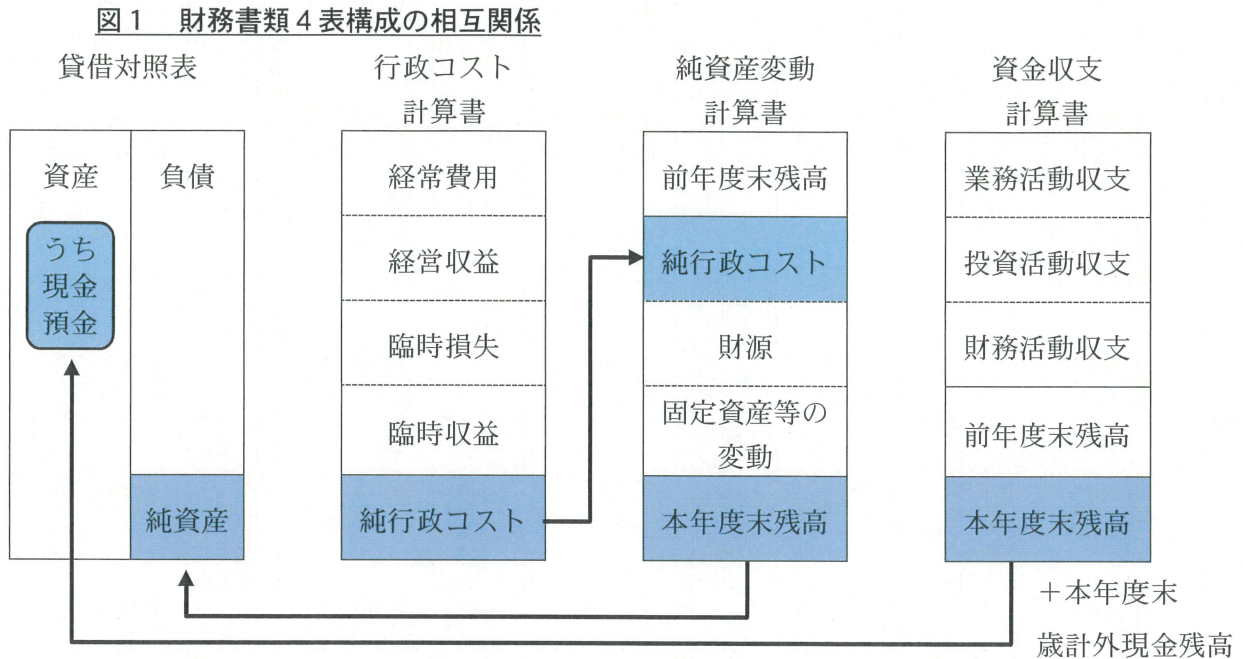 図1 財務書類4表構成の相互関係
貸借対照表
資産
うち
現金
預金
負債
純資産
行政コスト
計算書
経常費用
経営収益
臨時損失
臨時収益
純行政コスト
純資産変動
計算書
前年度末残高
純行政コスト
財源
固定資産等の
変動
本年度末残高
資金収支
計算書
業務活動収支
投資活動収支
財務活動収支
前年度末残高
本年度末残高
+本年度末
歳計外現金残高